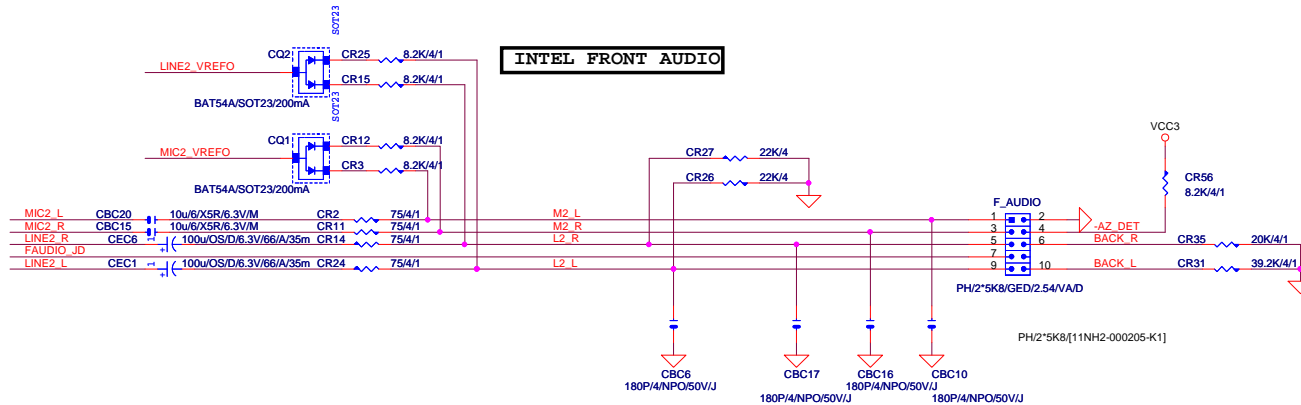 SOT23
CQ2 CR25 8.2K/4/1
INTEL FRONT AUDIO
LINE2_VREFO
CR15 8.2K/4/1
BAT54A/SOT23/200mA
SOT23
VCC3
CQ1 CR12 8.2K/4/1
MIC2_VREFO
CR3 8.2K/4/1
CR27 22K/4
CR26 22K/4
CR56
8.2K/4/1
BAT54A/SOT23/200mA
F_AUDIO
MIC2_L CBC20 10u/6/X5R/6.3V/M CR2 75/4/1 M2_L 1 2
MIC2_R CBC15 10u/6/X5R/6.3V/M CR11 75/4/1 M2_R 3 4 -AZ_DET
LINE2_R CEC6 1 + 100u/OS/D/6.3V/66/A/35m CR14 75/4/1 L2_R 5 6 BACK_R CR35 20K/4/1
FAUDIO_JD 7
LINE2_L CEC1 1 + 100u/OS/D/6.3V/66/A/35m CR24 75/4/1 L2_L 9 10 BACK_L CR31 39.2K/4/1
PH/2*5K8/GED/2.54/VA/D
PH/2*5K8/[11NH2-000205-K1]
CBC6 CBC17 CBC16 CBC10
180P/4/NPO/50V/J 180P/4/NPO/50V/J
180P/4/NPO/50V/J 180P/4/NPO/50V/J